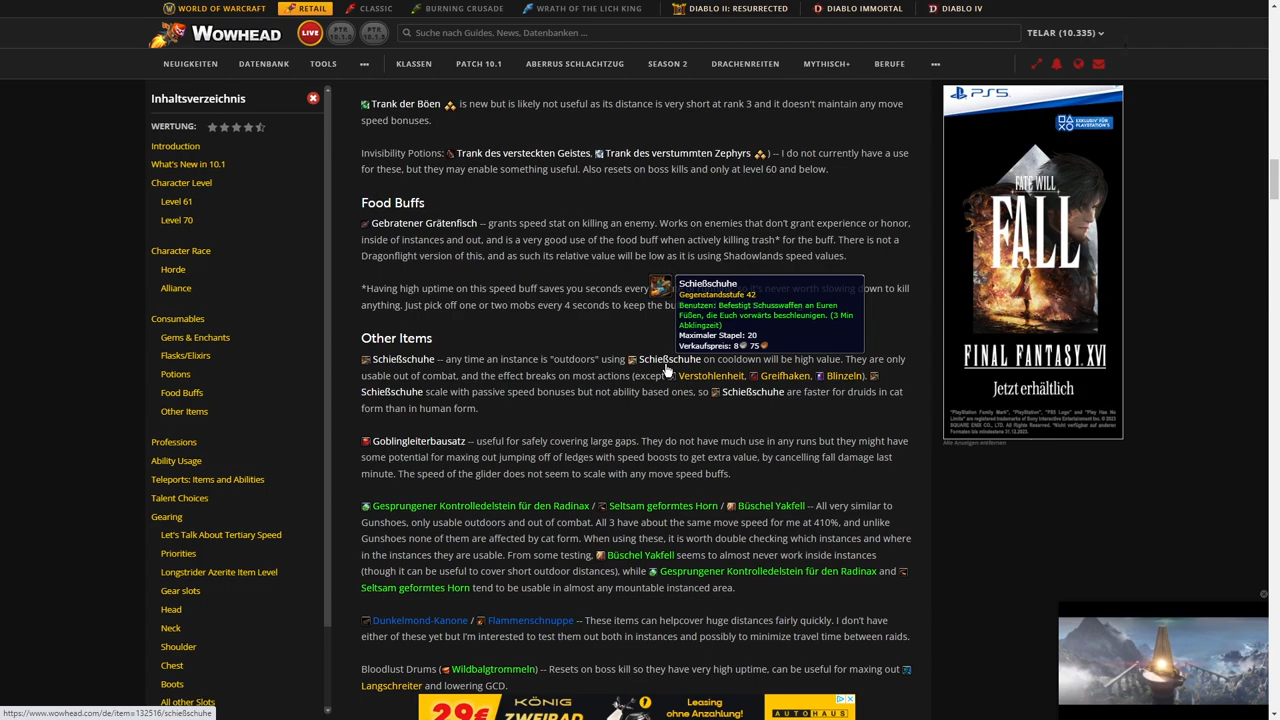 WORLD OF WARCRAFT RETAIL CLASSIC BURNING CRUSADE WRATH OF THE LICH KING DIABLO II: RESURRECTED DIABLO IMMORTAL DIABLO IV
WOWHEAD LIVE PTR PTR Suche nach Guides, News, Datenbanken ... TELAR (10.335)
NEUIGKEITEN DATENBANK TOOLS ••• KLASSEN PATCH 10.1 ABERRUS SCHLACHTZUG SEASON 2 DRACHENREITEN MYTHISCH+ BERUFE •••
Inhaltsverzeichnis
WERTUNG:
Introduction
What's New in 10.1
Character Level
Level 61
Level 70
Character Race
Horde
Alliance
Consumables
Gems & Enchants
Flasks/Elixirs
Potions
Food Buffs
Other Items
Professions
Ability Usage
Teleports: Items and Abilities
Talent Choices
Gearing
Let's Talk About Tertiary Speed
Priorities
Longstrider Azerite Item Level
Gear slots
Head
Neck
Shoulder
Chest
Boots
All other Slots
https://www.wowhead.com/de/item=132516/schießschuhe
Trank der Böen is new but is likely not useful as its distance is very short at rank 3 and it doesn't maintain any move
speed bonuses.
Invisibility Potions: Trank des versteckten Geistes, Trank des verstummten Zephyrs ) -- I do not currently have a use
for these, but they may enable something useful. Also resets on boss kills and only at level 60 and below.
Food Buffs
Gebratener Grätenfisch -- grants speed stat on killing an enemy. Works on enemies that don't grant experience or honor,
inside of instances and out, and is a very good use of the food buff when actively killing trash* for the buff. There is not a
Dragonflight version of this, and as such its relative value will be low as it is using Shadowlands speed values.
*Having high uptime on this speed buff saves you seconds every so it's never worth slowing down to kill
anything. Just pick off one or two mobs every 4 seconds to keep the bu
Schießschuhe
Gegenstandsstufe 42
Benutzen: Befestigt Schusswaffen an Euren
Füßen, die Euch vorwärts beschleunigen. (3 Min
Abklingzeit)
Maximaler Stapel: 20
Verkaufspreis: 8 75
Other Items
Schießschuhe -- any time an instance is "outdoors" using Schießschuhe on cooldown will be high value. They are only
usable out of combat, and the effect breaks on most actions (except Verstohlenheit, Greifhaken, Blinzeln).
Schießschuhe scale with passive speed bonuses but not ability based ones, so Schießschuhe are faster for druids in cat
form than in human form.
Goblingleiterbausatz -- useful for safely covering large gaps. They do not have much use in any runs but they might have
some potential for maxing out jumping off of ledges with speed boosts to get extra value, by cancelling fall damage last
minute. The speed of the glider does not seem to scale with any move speed buffs.
Gesprungener Kontrolledelstein für den Radinax / Seltsam geformtes Horn / Büschel Yakfell -- All very similar to
Gunshoes, only usable outdoors and out of combat. All 3 have about the same move speed for me at 410%, and unlike
Gunshoes none of them are affected by cat form. When using these, it is worth double checking which instances and where
in the instances they are usable. From some testing, Büschel Yakfell seems to almost never work inside instances
(though it can be useful to cover short outdoor distances), while Gesprungener Kontrolledelstein für den Radinax and
Seltsam geformtes Horn tend to be usable in almost any mountable instanced area.
Dunkelmond-Kanone / Flammenschnuppe -- These items can helpcover huge distances fairly quickly. I don't have
either of these yet but I'm interested to test them out both in instances and possibly to minimize travel time between raids.
Bloodlust Drums ( Wildbalgtrommeln) -- Resets on boss kill so they have very high uptime, can be useful for maxing out
Langschreiter and lowering GCD.
PS5
EXKLUSIV FÜR
PLAYSTATION®5
FATE WILL
FALL
FINAL FANTASY XVI
Jetzt erhältlich
Alle Anzeigen entfernen
29€
KÖNIG
ZWEIRAD
Leasing
ohne Anzahlung!
AUTOHAUS